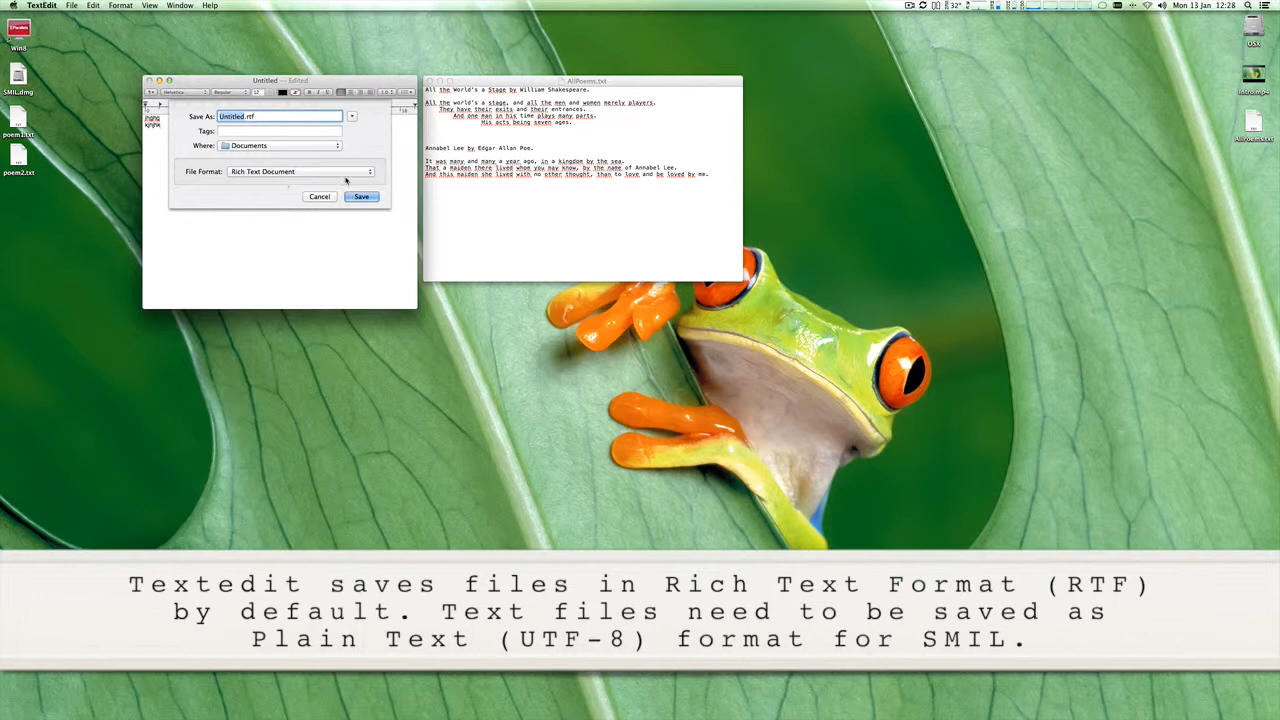 TextEdit File Edit Format View Window Help
32° Mon 13 Jan 12:28
Win8
SMIL.dmg
poem1.txt
poem2.txt
OSX
Intro.mp4
AllPoems.txt
Untitled — Edited
Helvetica Regular 12 B I U 1.0
Save As: Untitled.rtf
Tags:
Where: Documents
File Format: Rich Text Document
Cancel Save
AllPoems.txt
All the World's a Stage by William Shakespeare.
All the world's a stage, and all the men and women merely players.
They have their exits and their entrances.
And one man in his time plays many parts.
His acts being seven ages.
Annabel Lee by Edgar Allan Poe.
It was many and many a year ago, in a kingdom by the sea.
That a maiden there lived whom you may know, by the name of Annabel Lee.
And this maiden she lived with no other thought, than to love and be loved by me.
Textedit saves files in Rich Text Format (RTF)
by default. Text files need to be saved as
Plain Text (UTF-8) format for SMIL.